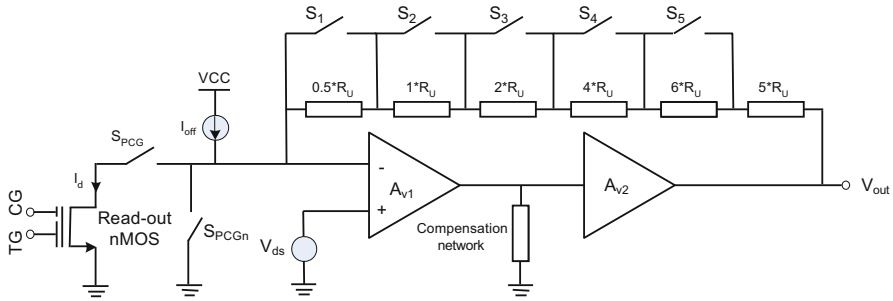 S1 S2 S3 S4 S5
0.5*RU 1*RU 2*RU 4*RU 6*RU 5*RU
VCC
Ioff
SPCG
Id
CG
TG
Read-out
nMOS
SPCGn
Vds
-
+
Av1
Av2
Compensation
network
Vout